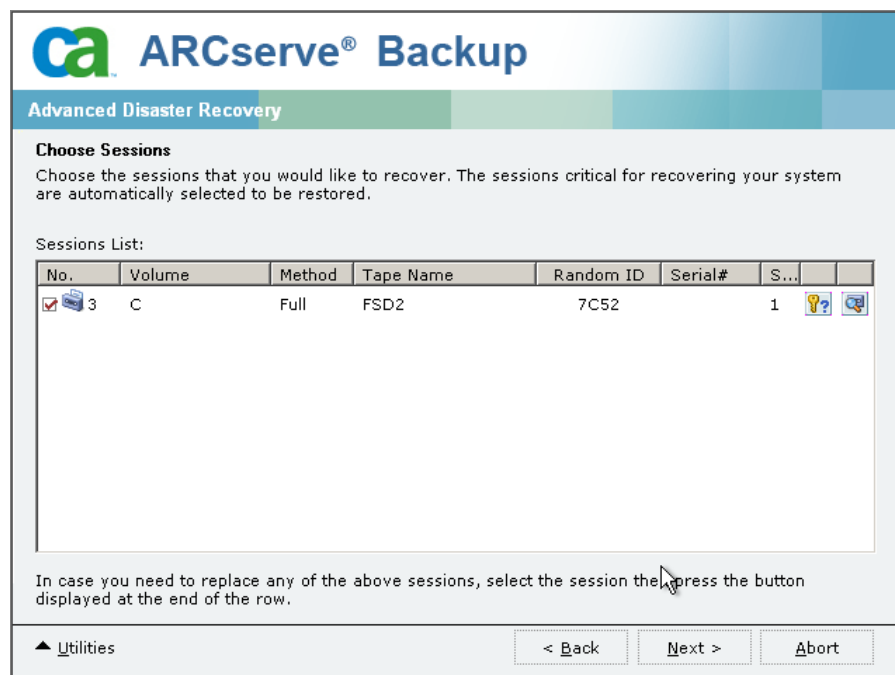 ca™ ARCserve® Backup
Advanced Disaster Recovery
Choose Sessions
Choose the sessions that you would like to recover. The sessions critical for recovering your system
are automatically selected to be restored.
Sessions List:
No. Volume Method Tape Name Random ID Serial# S...
3 C Full FSD2 7C52 1
In case you need to replace any of the above sessions, select the session the press the button
displayed at the end of the row.
Utilities < Back Next > Abort